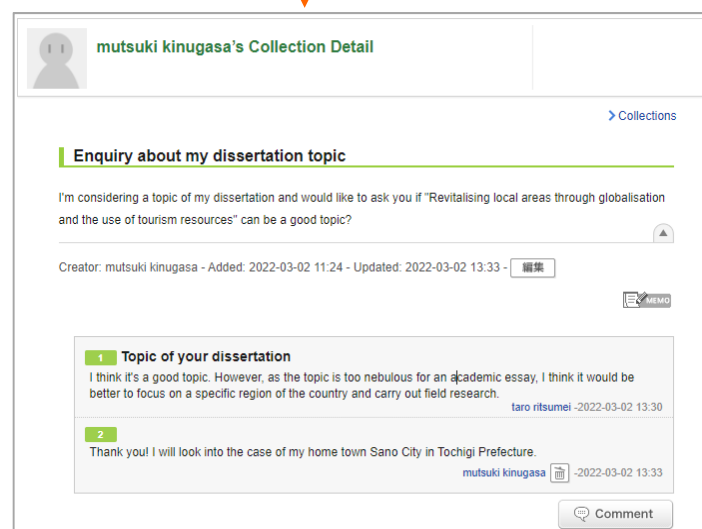 mutsuki kinugasa's Collection Detail
Collections
Enquiry about my dissertation topic
I'm considering a topic of my dissertation and would like to ask you if "Revitalising local areas through globalisation
and the use of tourism resources" can be a good topic?
Creator: mutsuki kinugasa - Added: 2022-03-02 11:24 - Updated: 2022-03-02 13:33 - 編集
MEMO
1 Topic of your dissertation
I think it's a good topic. However, as the topic is too nebulous for an academic essay, I think it would be
better to focus on a specific region of the country and carry out field research.
taro ritsumei -2022-03-02 13:30
2
Thank you! I will look into the case of my home town Sano City in Tochigi Prefecture.
mutsuki kinugasa -2022-03-02 13:33
Comment